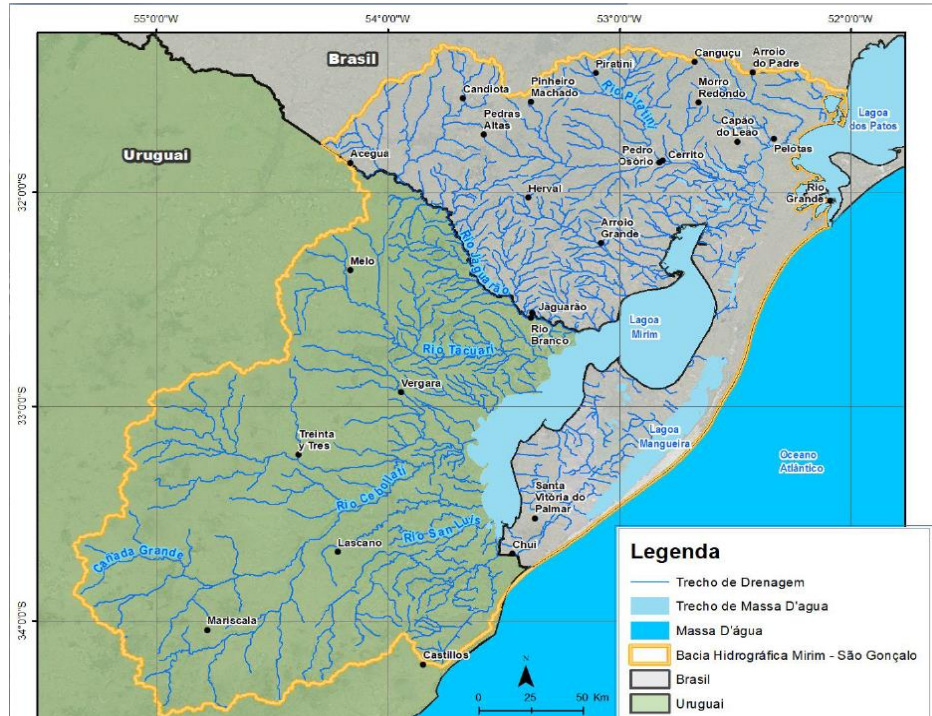 55°0'0"W
54°0'0"W
53°0'0"W
52°0'0"W
Brasil
Uruguai
Canguçu
Arroio
do Padre
Piratini
Candiota
Pinheiro
Machado
Rio Piratini
Morro
Redondo
Pedras
Altas
Capão
do Leão
Lagoa
dos Patos
Pelotas
Aceguá
Pedro
Osório
Cerrito
32°0'0"S
Herval
Rio
Grande
Arroio
Grande
Rio Jaguarão
Melo
Jaguarão
Rio
Branco
Lagoa
Mirim
Rio Tacuari
Vergara
33°0'0"S
Lagoa
Mangueira
Treinta
y Tres
Oceano
Atlântico
Rio Cebollati
Santa
Vitória do
Palmar
Rio San Luís
Lascano
Chuí
Cañada Grande
34°0'0"S
Mariscala
Castillos
N
0 25 50 Km
Legenda
Trecho de Drenagem
Trecho de Massa D'agua
Massa D'água
Bacia Hidrográfica Mirim - São Gonçalo
Brasil
Uruguai